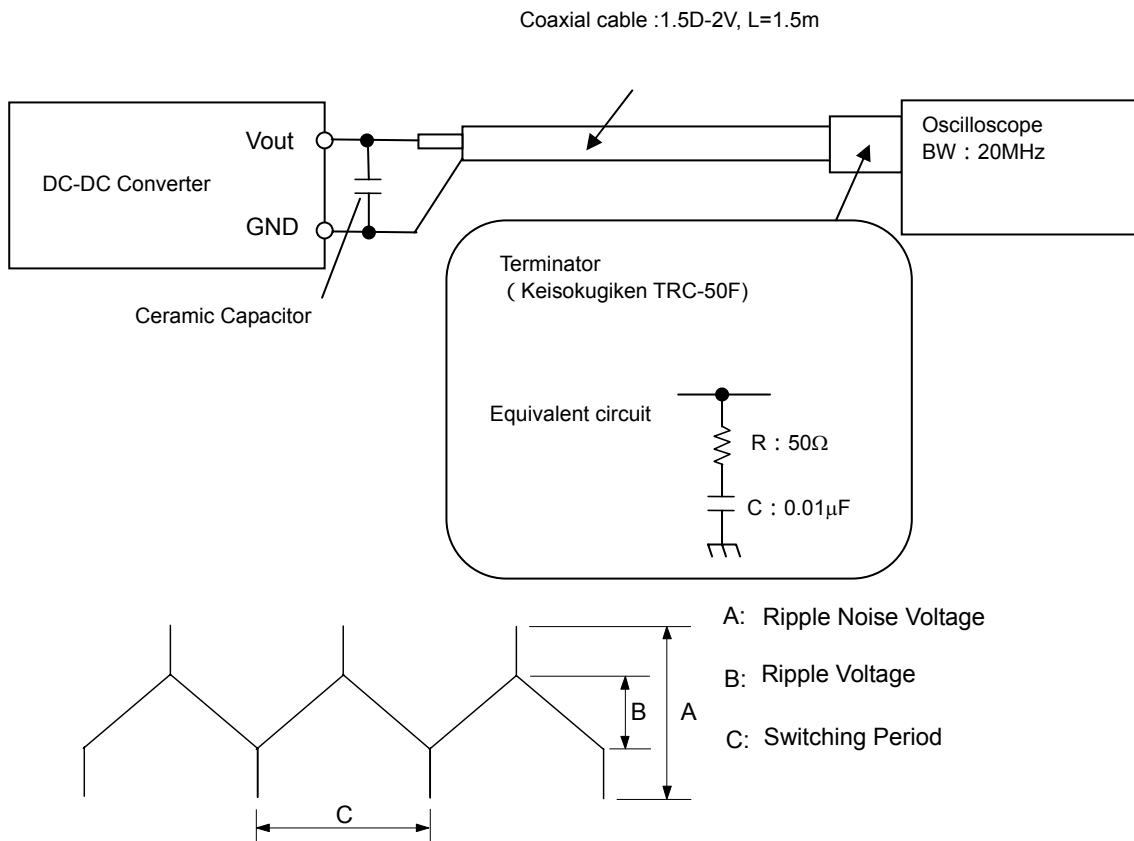 Coaxial cable :1.5D-2V, L=1.5m
Vout
DC-DC Converter
GND
Ceramic Capacitor
Oscilloscope
BW：20MHz
Terminator
（Keisokugiken TRC-50F)
Equivalent circuit
R：50Ω
C：0.01μF
A: Ripple Noise Voltage
B: Ripple Voltage
C: Switching Period
B
A
C